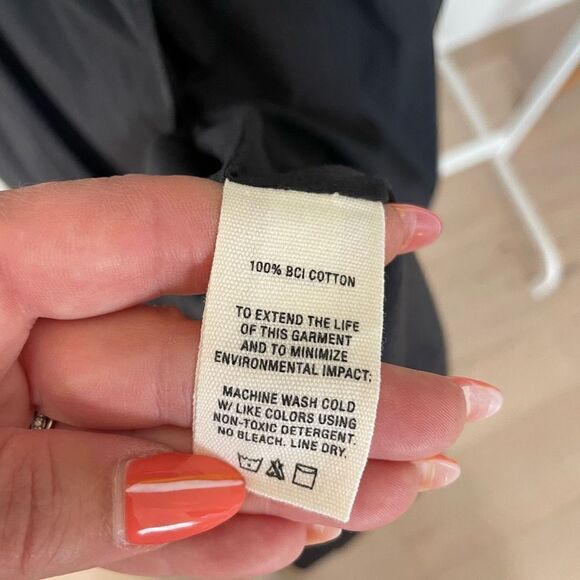 100% BCI COTTON
TO EXTEND THE LIFE
OF THIS GARMENT
AND TO MINIMIZE
ENVIRONMENTAL IMPACT:
MACHINE WASH COLD
W/ LIKE COLORS USING
NON-TOXIC DETERGENT.
NO BLEACH. LINE DRY.